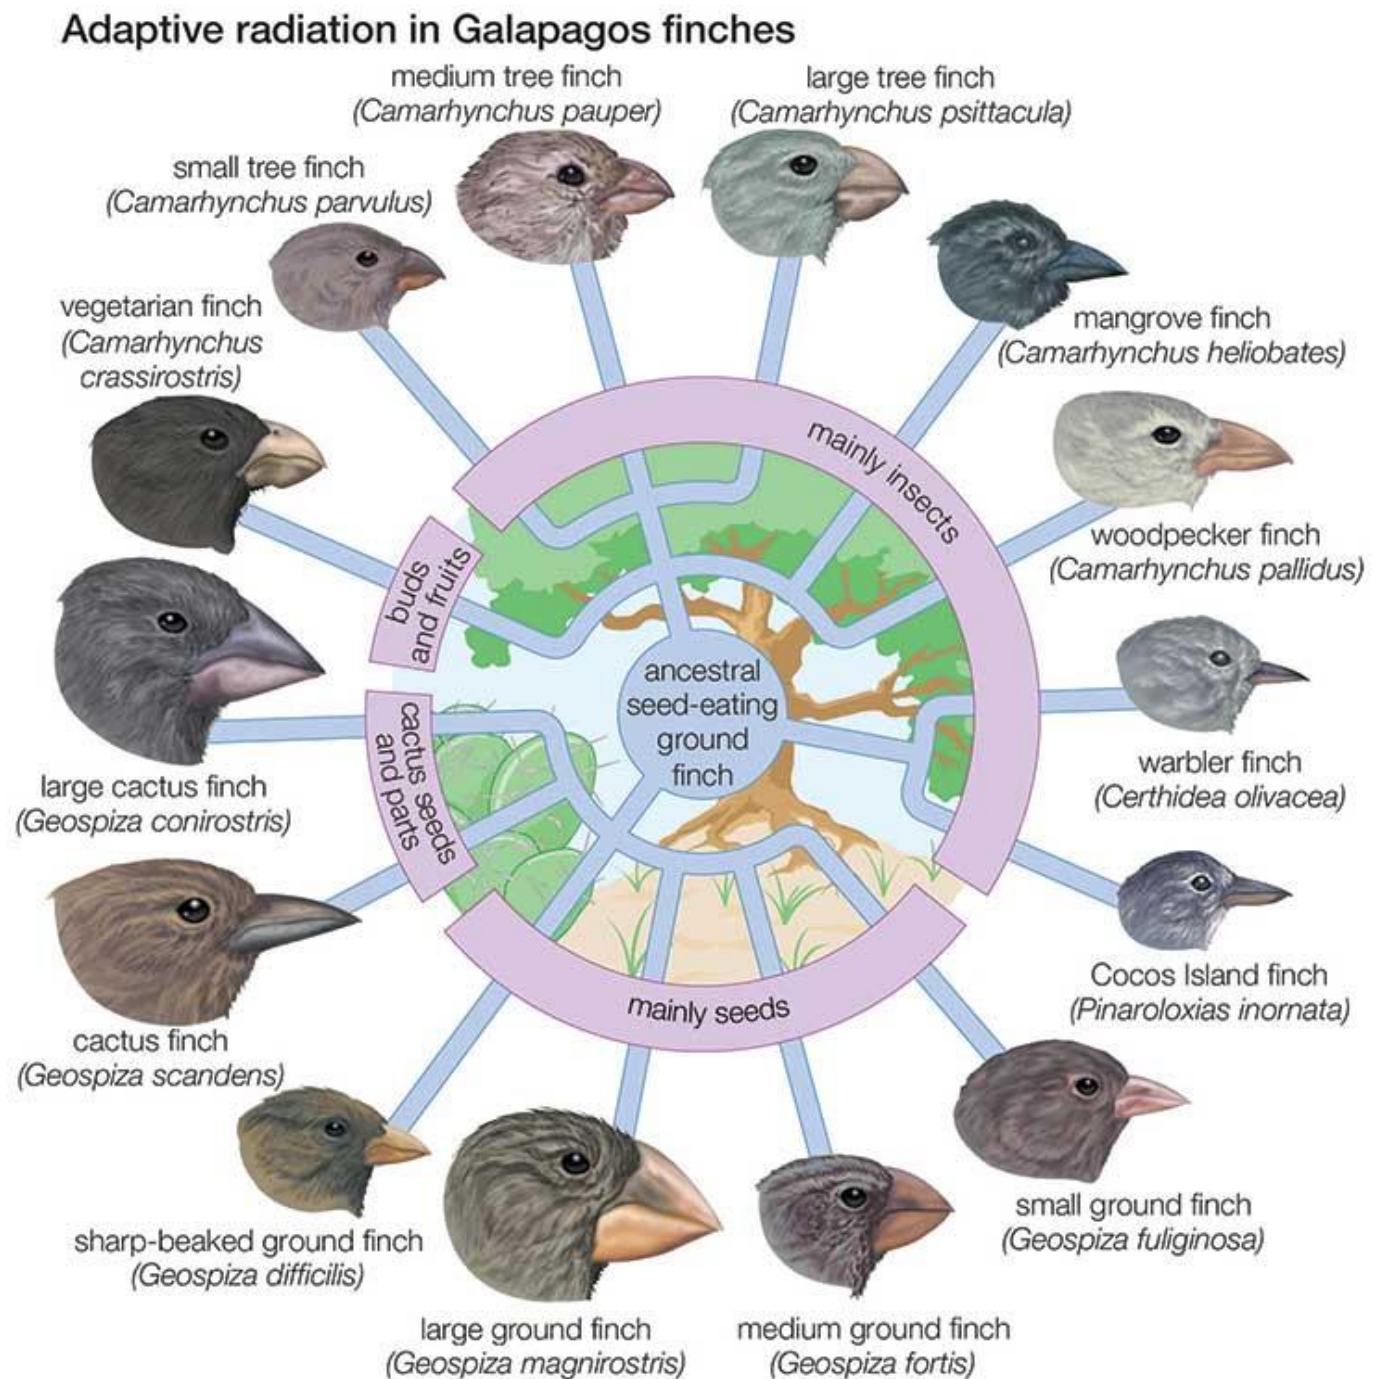 Adaptive radiation in Galapagos finches
medium tree finch
(Camarhynchus pauper)
large tree finch
(Camarhynchus psittacula)
small tree finch
(Camarhynchus parvulus)
mangrove finch
(Camarhynchus heliobates)
vegetarian finch
(Camarhynchus
crassirostris)
woodpecker finch
(Camarhynchus pallidus)
mainly insects
buds
and fruits
ancestral
seed-eating
ground
finch
cactus seeds
and parts
warbler finch
(Certhidea olivacea)
large cactus finch
(Geospiza conirostris)
Cocos Island finch
(Pinaroloxias inornata)
mainly seeds
cactus finch
(Geospiza scandens)
small ground finch
(Geospiza fuliginosa)
sharp-beaked ground finch
(Geospiza difficilis)
large ground finch
(Geospiza magnirostris)
medium ground finch
(Geospiza fortis)